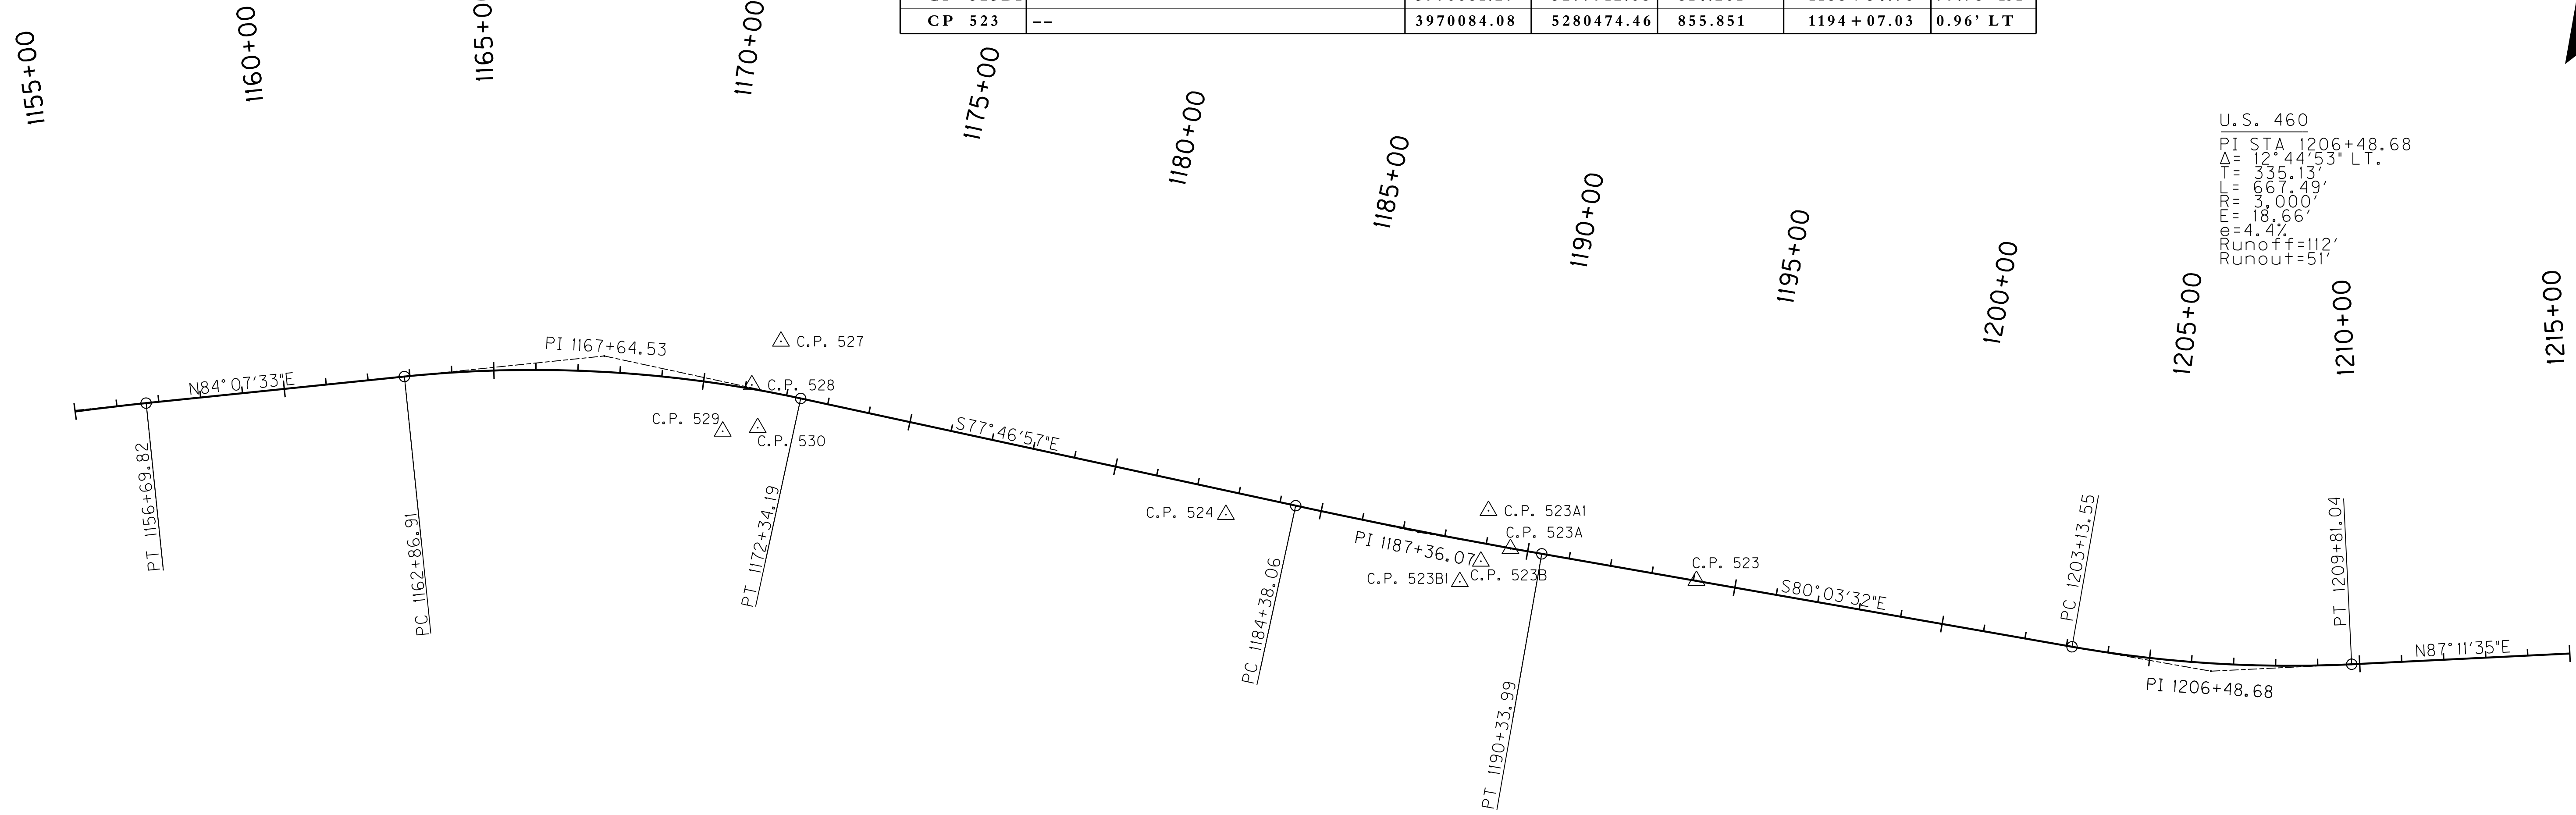 CP 523 -- 3970084.08 5280474.46 855.851 1194+07.03 0.96' LT
1155+00
1160+00
1170+00
1175+00
1180+00
1185+00
1190+00
1195+00
1200+00
1205+00
1210+00
1215+00
U.S. 460
PI STA 1206+48.68
Δ= 12°44'53" LT.
T= 335.13'
L= 667.49'
R= 3,000'
E= 18.66'
e=4.4%
Runoff=112'
Runout=51'
PI 1167+64.53
C.P. 527
N84°07'33"E
C.P. 528
C.P. 529
C.P. 530
S77°46'57"E
PT 1156+69.82
PC 1162+86.91
PT 1172+34.19
C.P. 524
C.P. 523A1
C.P. 523A
PI 1187+36.07
C.P. 523B1
C.P. 523B
C.P. 523
S80°03'32"E
PC 1184+38.06
PT 1190+33.99
PC 1203+13.55
PT 1209+81.04
N87°11'35"E
PI 1206+48.68